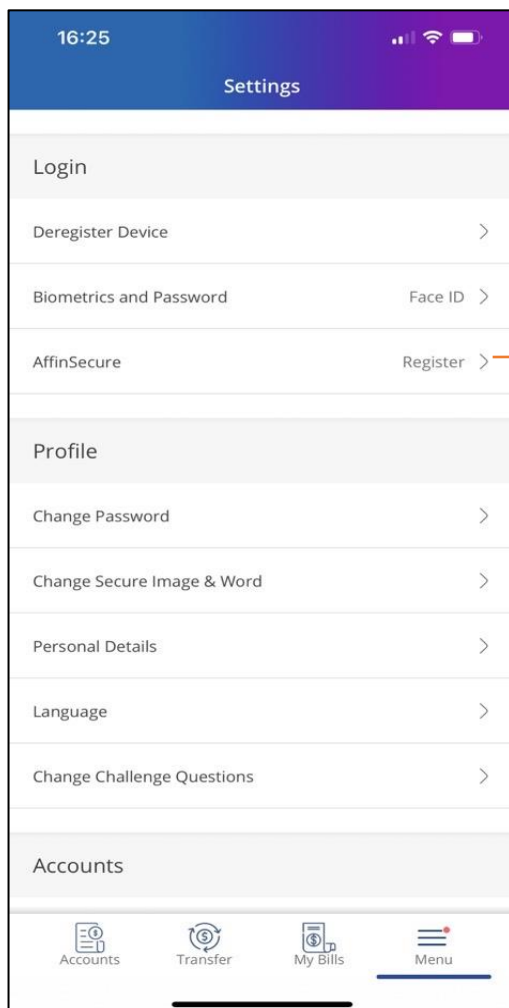 16:25
Settings
Login
Deregister Device
Biometrics and Password Face ID
AffinSecure Register
Profile
Change Password
Change Secure Image & Word
Personal Details
Language
Change Challenge Questions
Accounts
Accounts Transfer My Bills Menu